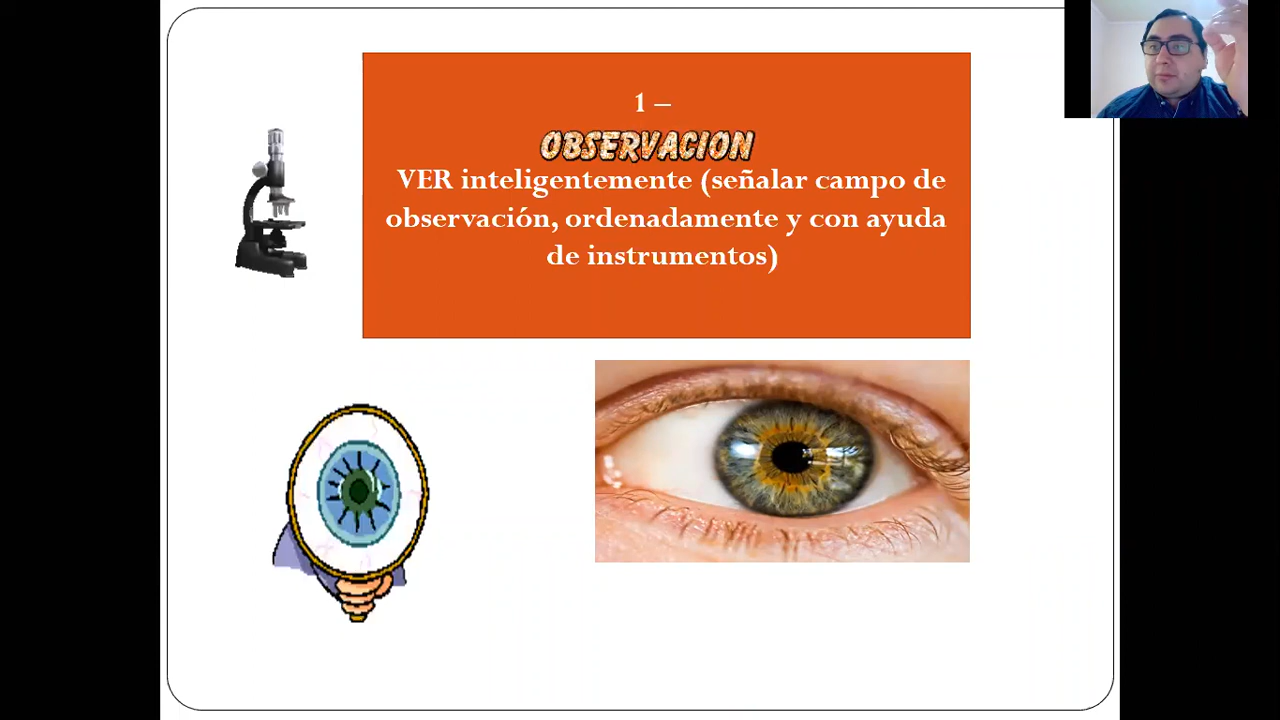 1 –
OBSERVACION
VER inteligentemente (señalar campo de
observación, ordenadamente y con ayuda
de instrumentos)